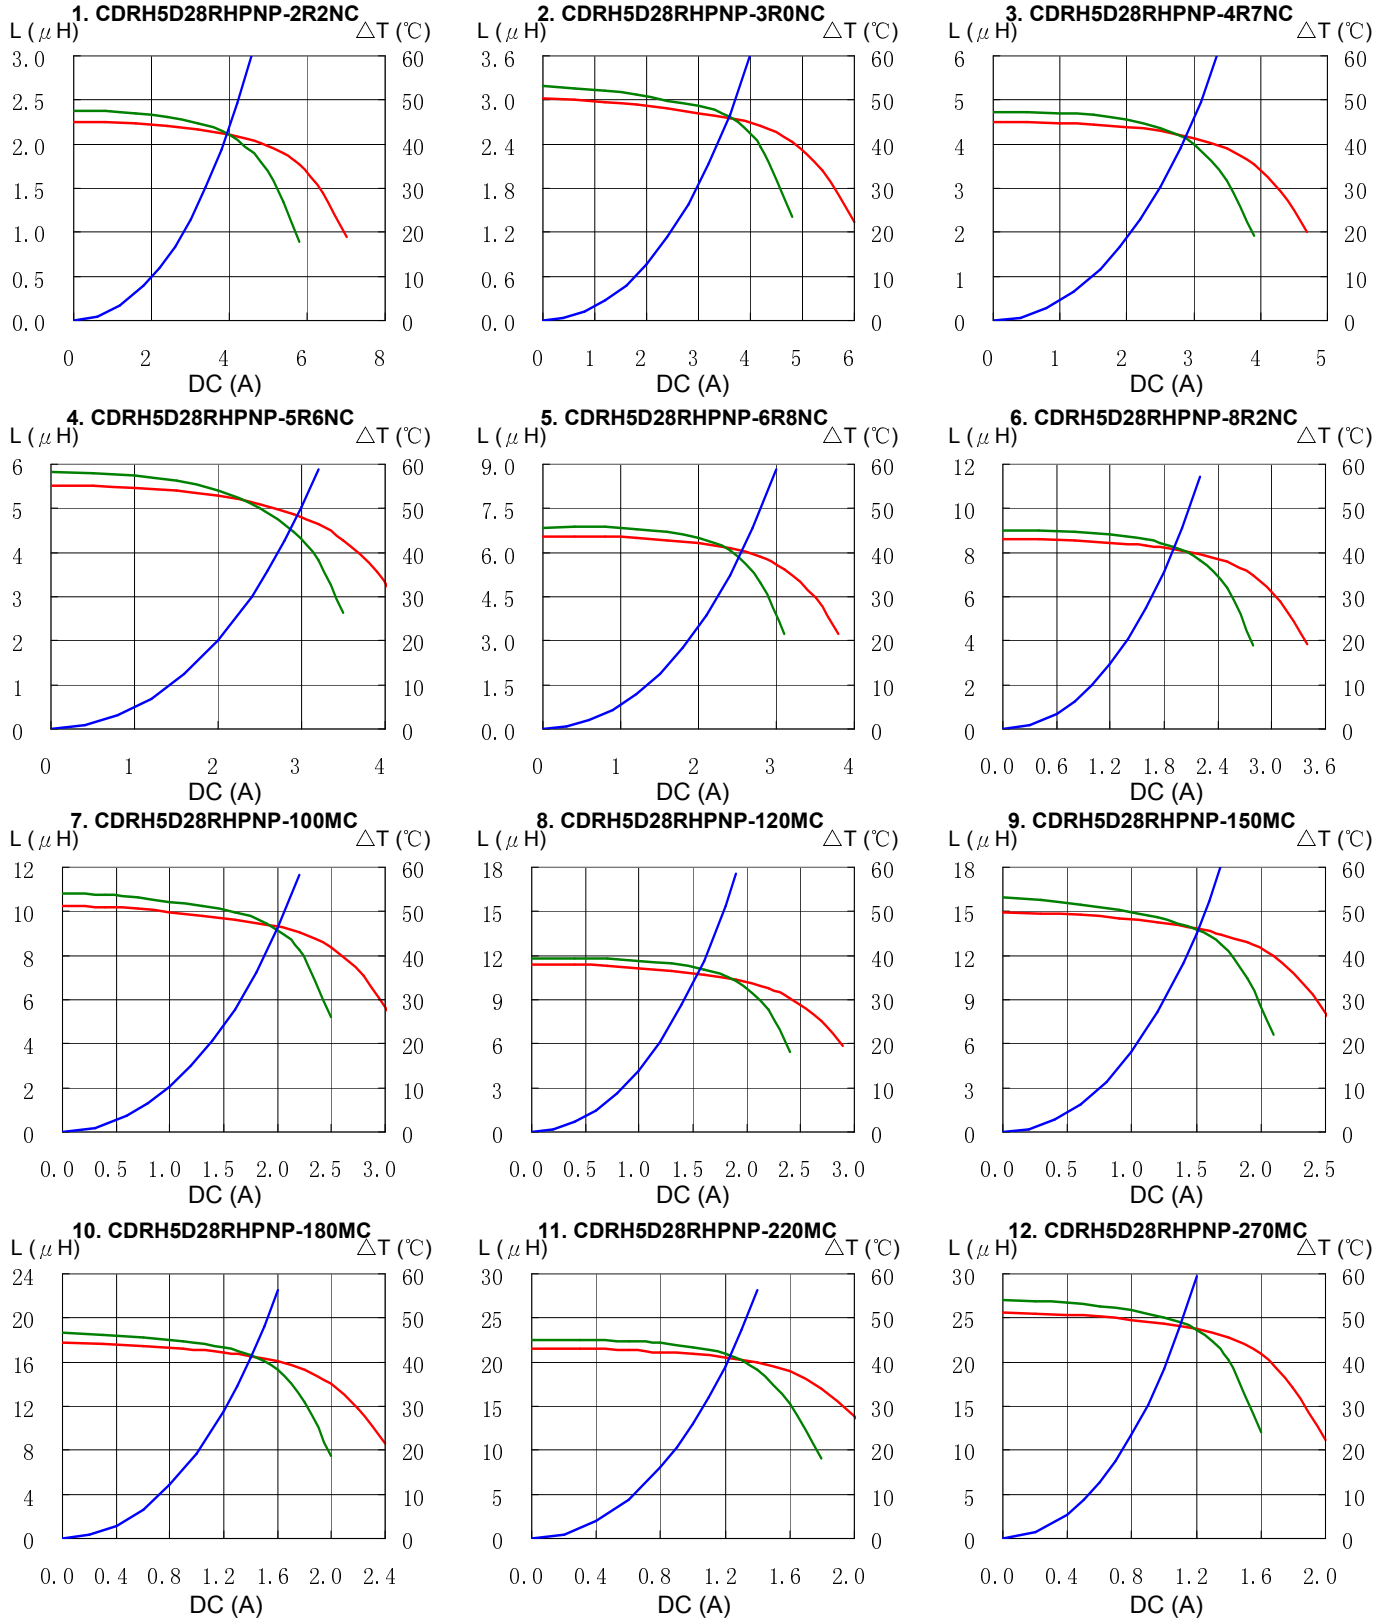 1. CDRH5D28RHPNP-2R2NC
L (μH) △T (℃)
3.0 60
2.5 50
2.0 40
1.5 30
1.0 20
0.5 10
0.0 0
0 2 4 6 8
DC (A)
2. CDRH5D28RHPNP-3R0NC
L (μH) △T (℃)
3.6 60
3.0 50
2.4 40
1.8 30
1.2 20
0.6 10
0.0 0
0 1 2 3 4 5 6
DC (A)
3. CDRH5D28RHPNP-4R7NC
L (μH) △T (℃)
6 60
5 50
4 40
3 30
2 20
1 10
0 0
0 1 2 3 4 5
DC (A)
4. CDRH5D28RHPNP-5R6NC
L (μH) △T (℃)
6 60
5 50
4 40
3 30
2 20
1 10
0 0
0 1 2 3 4
DC (A)
5. CDRH5D28RHPNP-6R8NC
L (μH) △T (℃)
9.0 60
7.5 50
6.0 40
4.5 30
3.0 20
1.5 10
0.0 0
0 1 2 3 4
DC (A)
6. CDRH5D28RHPNP-8R2NC
L (μH) △T (℃)
12 60
10 50
8 40
6 30
4 20
2 10
0 0
0.0 0.6 1.2 1.8 2.4 3.0 3.6
DC (A)
7. CDRH5D28RHPNP-100MC
L (μH) △T (℃)
12 60
10 50
8 40
6 30
4 20
2 10
0 0
0.0 0.5 1.0 1.5 2.0 2.5 3.0
DC (A)
8. CDRH5D28RHPNP-120MC
L (μH) △T (℃)
18 60
15 50
12 40
9 30
6 20
3 10
0 0
0.0 0.5 1.0 1.5 2.0 2.9 3.0
DC (A)
9. CDRH5D28RHPNP-150MC
L (μH) △T (℃)
18 60
15 50
12 40
9 30
6 20
3 10
0 0
0.0 0.5 1.0 1.5 2.0 2.5
DC (A)
10. CDRH5D28RHPNP-180MC
L (μH) △T (℃)
24 60
20 50
16 40
12 30
8 20
4 10
0 0
0.0 0.4 0.8 1.2 1.6 2.0 2.4
DC (A)
11. CDRH5D28RHPNP-220MC
L (μH) △T (℃)
30 60
25 50
20 40
15 30
10 20
5 10
0 0
0.0 0.4 0.8 1.2 1.6 2.0
DC (A)
12. CDRH5D28RHPNP-270MC
L (μH) △T (℃)
30 60
25 50
20 40
15 30
10 20
5 10
0 0
0.0 0.4 0.8 1.2 1.6 2.0
DC (A)